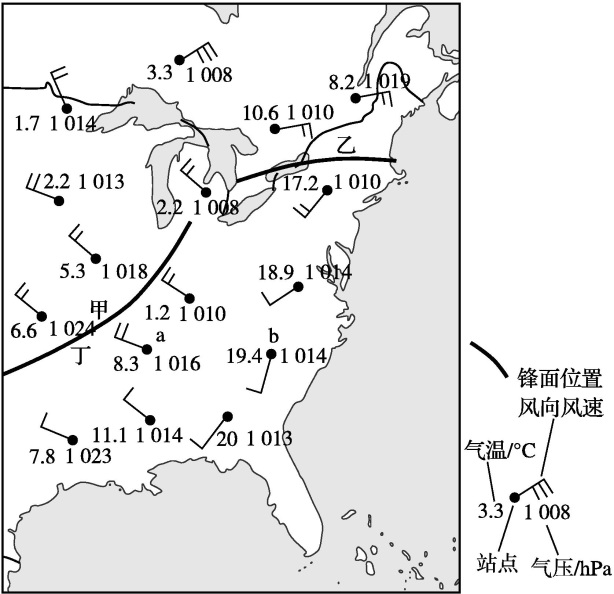 3.3 1 008
8.2 1 019
1.7 1 014
10.6 1 010
乙
2.2 1 013
17.2 1 010
2.2 1 008
5.3 1 018
18.9 1 014
甲
1.2 1 010
6.6 1 024
丁
a
b
8.3 1 016
19.4 1 014
锋面位置
风向风速
11.1 1 014
20 1 013
7.8 1 023
气温/°C
3.3
1 008
站点
气压/hPa